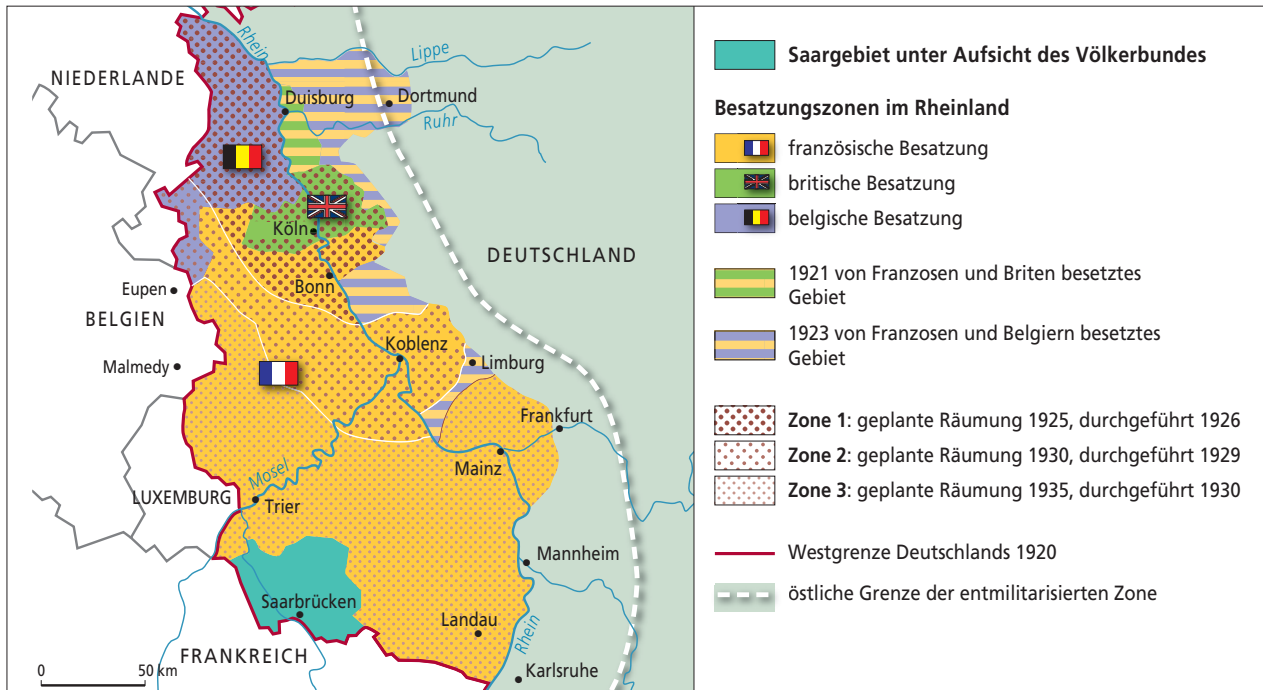 NIEDERLANDE
Rhein
Lippe
Duisburg
Dortmund
Ruhr
Köln
DEUTSCHLAND
Bonn
Eupen
BELGIEN
Koblenz
Limburg
Malmedy
Frankfurt
Mainz
Mosel
LUXEMBURG
Trier
Mannheim
Saarbrücken
Landau
Rhein
FRANKREICH
Karlsruhe
0 50 km
Saargebiet unter Aufsicht des Völkerbundes
Besatzungszonen im Rheinland
französische Besatzung
britische Besatzung
belgische Besatzung
1921 von Franzosen und Briten besetztes
Gebiet
1923 von Franzosen und Belgiern besetztes
Gebiet
Zone 1: geplante Räumung 1925, durchgeführt 1926
Zone 2: geplante Räumung 1930, durchgeführt 1929
Zone 3: geplante Räumung 1935, durchgeführt 1930
Westgrenze Deutschlands 1920
östliche Grenze der entmilitarisierten Zone